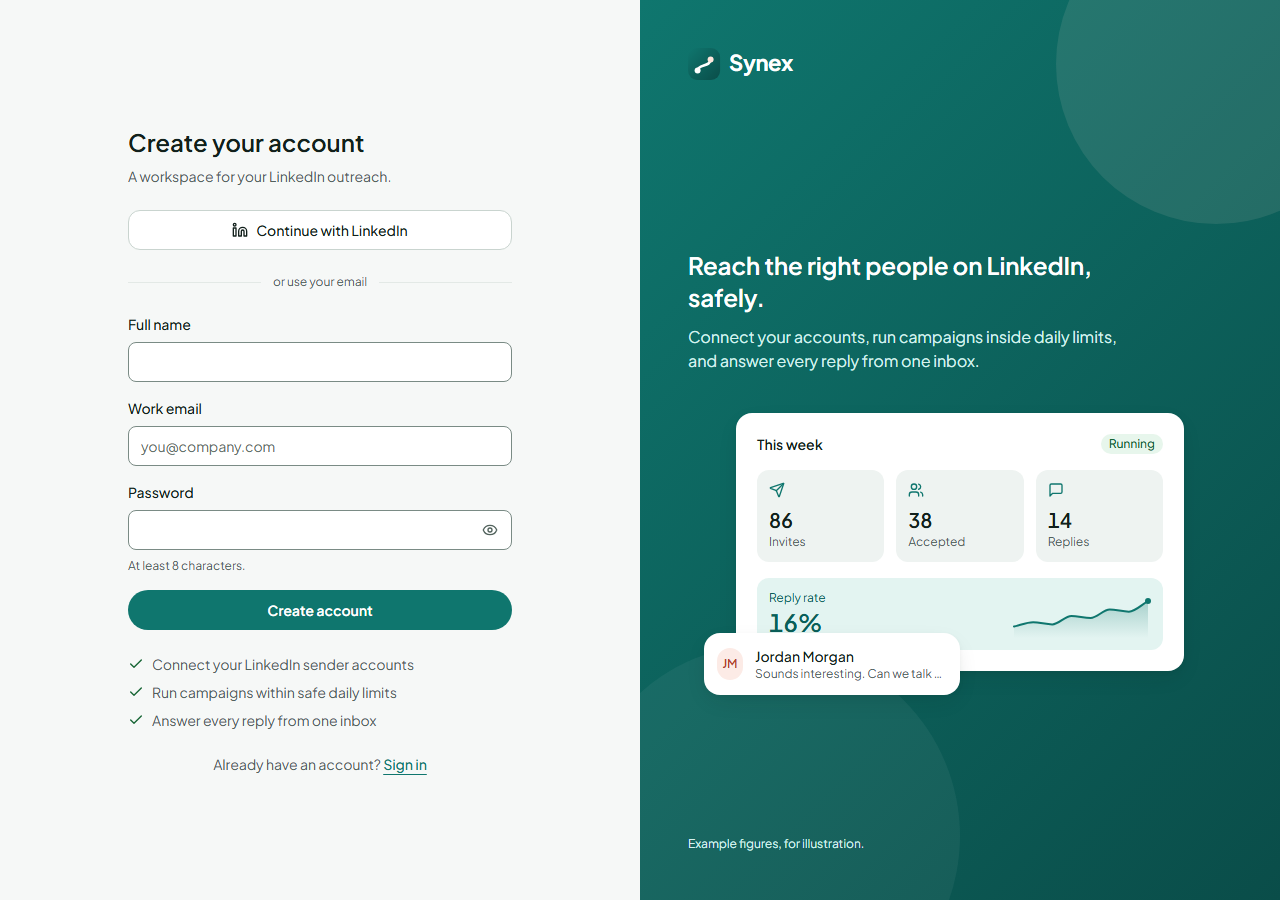 Create your account
A workspace for your LinkedIn outreach.
Continue with LinkedIn
or use your email
Full name
Work email
you@company.com
Password
At least 8 characters.
Create account
Connect your LinkedIn sender accounts
Run campaigns within safe daily limits
Answer every reply from one inbox
Already have an account? Sign in
Synex
Reach the right people on LinkedIn,
safely.
Connect your accounts, run campaigns inside daily limits,
and answer every reply from one inbox.
This week
Running
86
Invites
38
Accepted
14
Replies
Reply rate
16%
JM
Jordan Morgan
Sounds interesting. Can we talk ...
Example figures, for illustration.